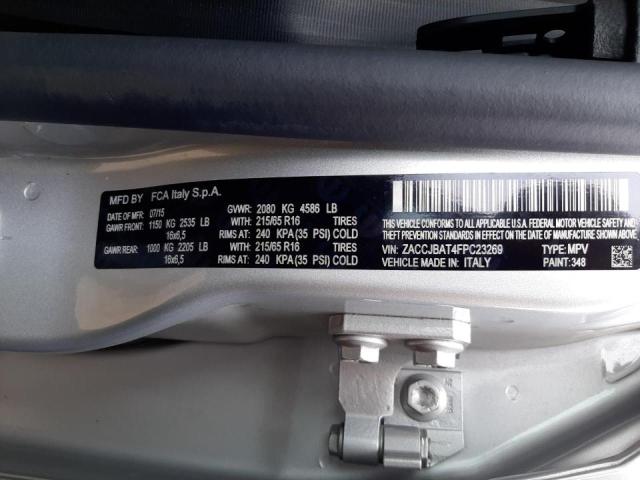 MFD BY FCA Italy S.p.A.
DATE OF MFR: 07/15 GVWR: 2080 KG 4586 LB
GAWR FRONT: 1150 KG 2535 LB WITH: 215/65 R16 TIRES
16x6,5 RIMS AT: 240 KPA (35 PSI) COLD
GAWR REAR: 1000 KG 2205 LB WITH: 215/65 R16 TIRES
16x6,5 RIMS AT: 240 KPA (35 PSI) COLD
THIS VEHICLE CONFORMS TO ALL APPLICABLE U.S.A. FEDERAL MOTOR VEHICLE SAFETY, BUMPER AND
THEFT PREVENTION STANDARDS IN EFFECT ON THE DATE OF MANUFACTURE SHOWN ABOVE.
VIN: ZACCJBAT4FPC23269 TYPE: MPV
VEHICLE MADE IN: ITALY PAINT: 348